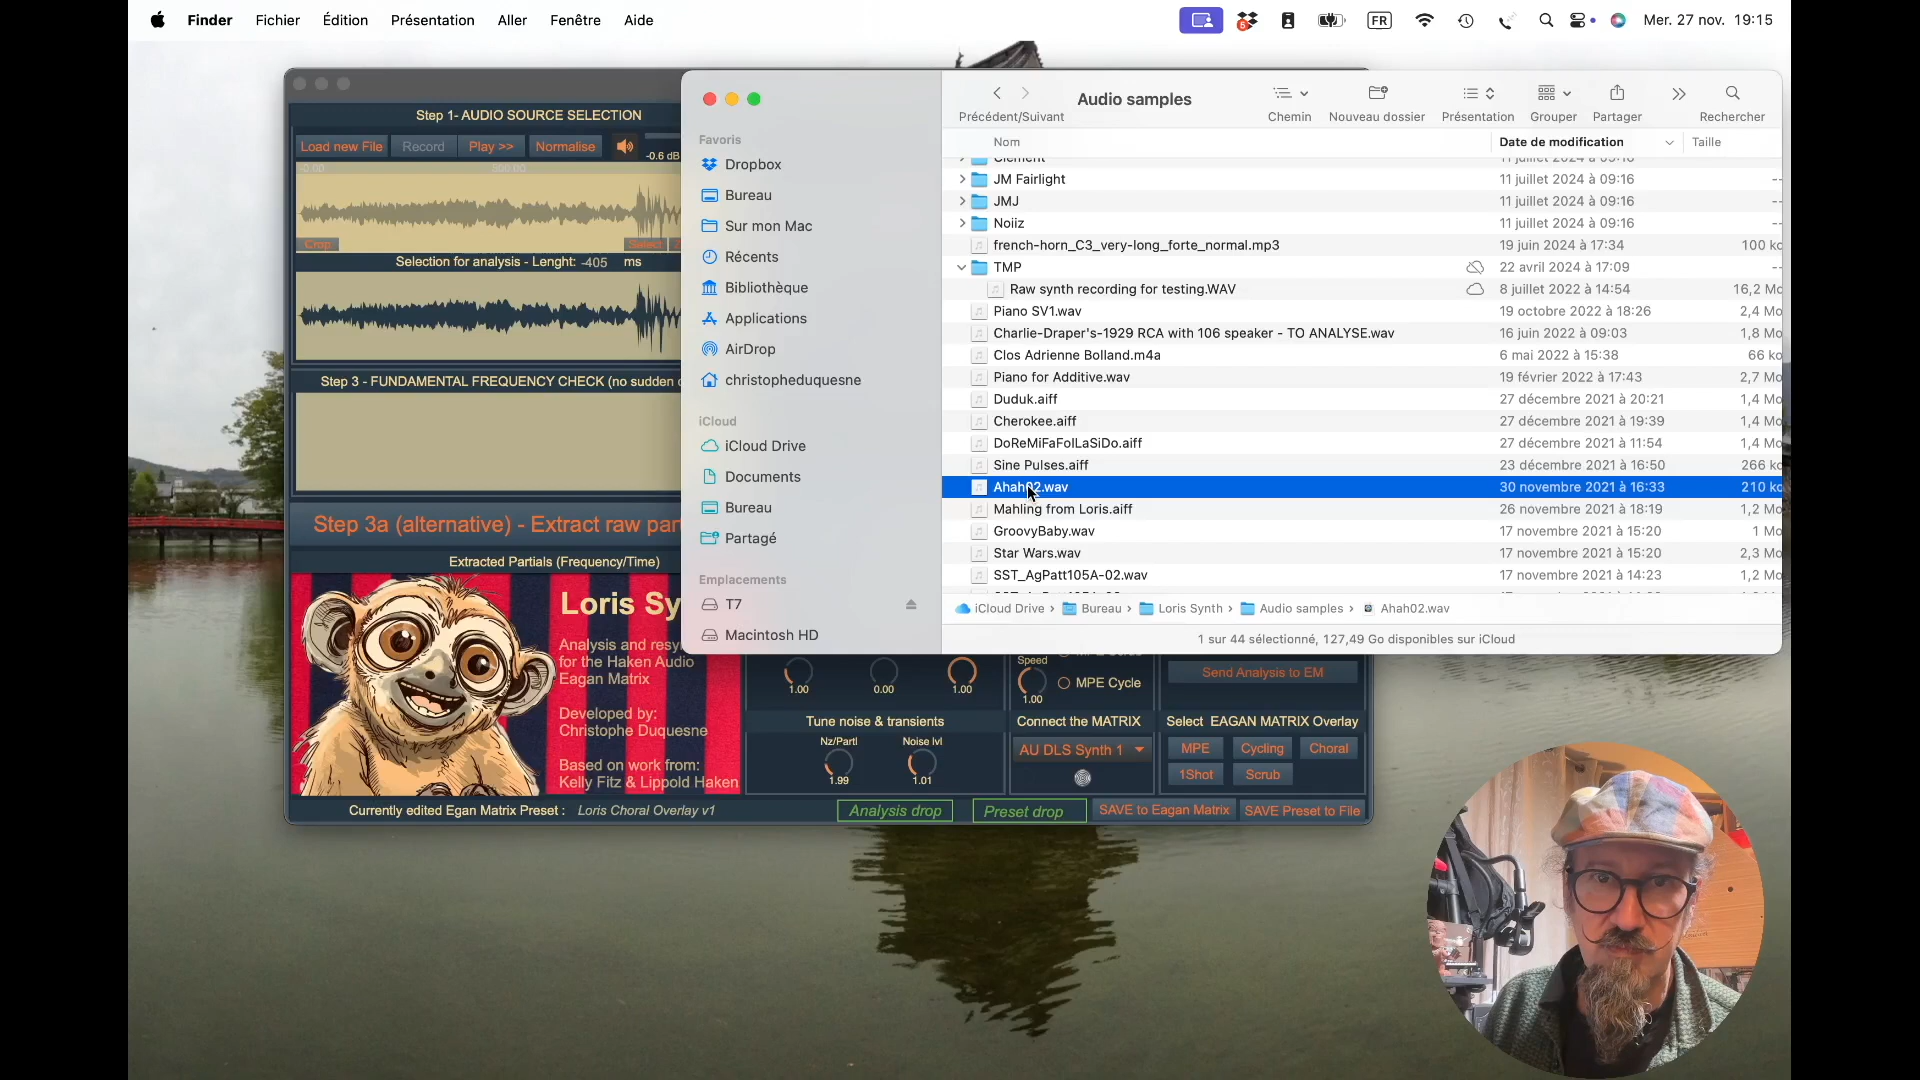 Finder Fichier Édition Présentation Aller Fenêtre Aide
FR Mer. 27 nov. 19:15
Step 1- AUDIO SOURCE SELECTION
Load new File Record Play >> Normalise -0.6 dB
-0.00 500.00
Crop Select
Selection for analysis - Lenght: -405 ms
Step 3 - FUNDAMENTAL FREQUENCY CHECK (no sudden
Step 3a (alternative) - Extract raw par
Extracted Partials (Frequency/Time)
Loris Sy
Analysis and resy
for the Haken Audio
Eagan Matrix
Developed by:
Christophe Duquesne
Based on work from:
Kelly Fitz & Lippold Haken
Currently edited Egan Matrix Preset : Loris Choral Overlay v1
Favoris
Dropbox
Bureau
Sur mon Mac
Récents
Bibliothèque
Applications
AirDrop
christopheduquesne
iCloud
iCloud Drive
Documents
Bureau
Partagé
Emplacements
T7
Macintosh HD
Audio samples
Précédent/Suivant Chemin Nouveau dossier Présentation Grouper Partager Rechercher
Nom Date de modification Taille
Clement 11 juillet 2024 à 09:16
JM Fairlight 11 juillet 2024 à 09:16 --
JMJ 11 juillet 2024 à 09:16 --
Noiiz 11 juillet 2024 à 09:16 --
french-horn_C3_very-long_forte_normal.mp3 19 juin 2024 à 17:34 100 ko
TMP 22 avril 2024 à 17:09 --
Raw synth recording for testing.WAV 8 juillet 2022 à 14:54 16,2 Mo
Piano SV1.wav 19 octobre 2022 à 18:26 2,4 Mo
Charlie-Draper's-1929 RCA with 106 speaker - TO ANALYSE.wav 16 juin 2022 à 09:03 1,8 Mo
Clos Adrienne Bolland.m4a 6 mai 2022 à 15:38 66 ko
Piano for Additive.wav 19 février 2022 à 17:43 2,7 Mo
Duduk.aiff 27 décembre 2021 à 20:21 1,4 Mo
Cherokee.aiff 27 décembre 2021 à 19:39 1,4 Mo
DoReMiFaFolLaSiDo.aiff 27 décembre 2021 à 11:54 1,4 Mo
Sine Pulses.aiff 23 décembre 2021 à 16:50 266 ko
Ahah02.wav 30 novembre 2021 à 16:33 210 ko
Mahling from Loris.aiff 26 novembre 2021 à 18:19 1,2 Mo
GroovyBaby.wav 17 novembre 2021 à 15:20 1 Mo
Star Wars.wav 17 novembre 2021 à 15:20 2,3 Mo
SST_AgPatt105A-02.wav 17 novembre 2021 à 14:23 1,2 Mo
iCloud Drive › Bureau › Loris Synth › Audio samples › Ahah02.wav
1 sur 44 sélectionné, 127,49 Go disponibles sur iCloud
1.00 0.00 1.00
Speed
1.00
MPE Cycle
Send Analysis to EM
Tune noise & transients
Nz/Partl Noise lvl
1.99 1.01
Connect the MATRIX
AU DLS Synth 1
Select EAGAN MATRIX Overlay
MPE Cycling Choral
1Shot Scrub
Analysis drop Preset drop SAVE to Eagan Matrix SAVE Preset to File